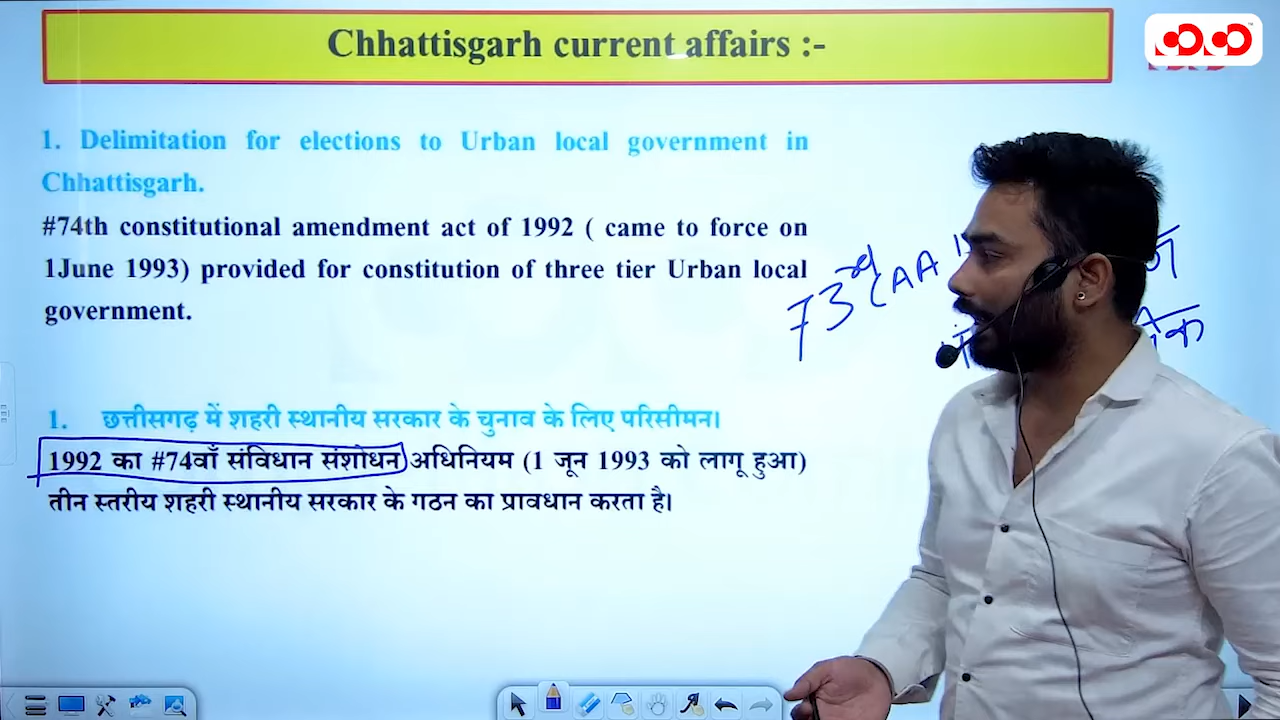 Chhattisgarh current affairs :-
1. Delimitation for elections to Urban local government in
Chhattisgarh.
#74th constitutional amendment act of 1992 ( came to force on
1June 1993) provided for constitution of three tier Urban local
government.
73rd CAA
1. छत्तीसगढ़ में शहरी स्थानीय सरकार के चुनाव के लिए परिसीमन।
1992 का #74वाँ संविधान संशोधन अधिनियम (1 जून 1993 को लागू हुआ)
तीन स्तरीय शहरी स्थानीय सरकार के गठन का प्रावधान करता है।